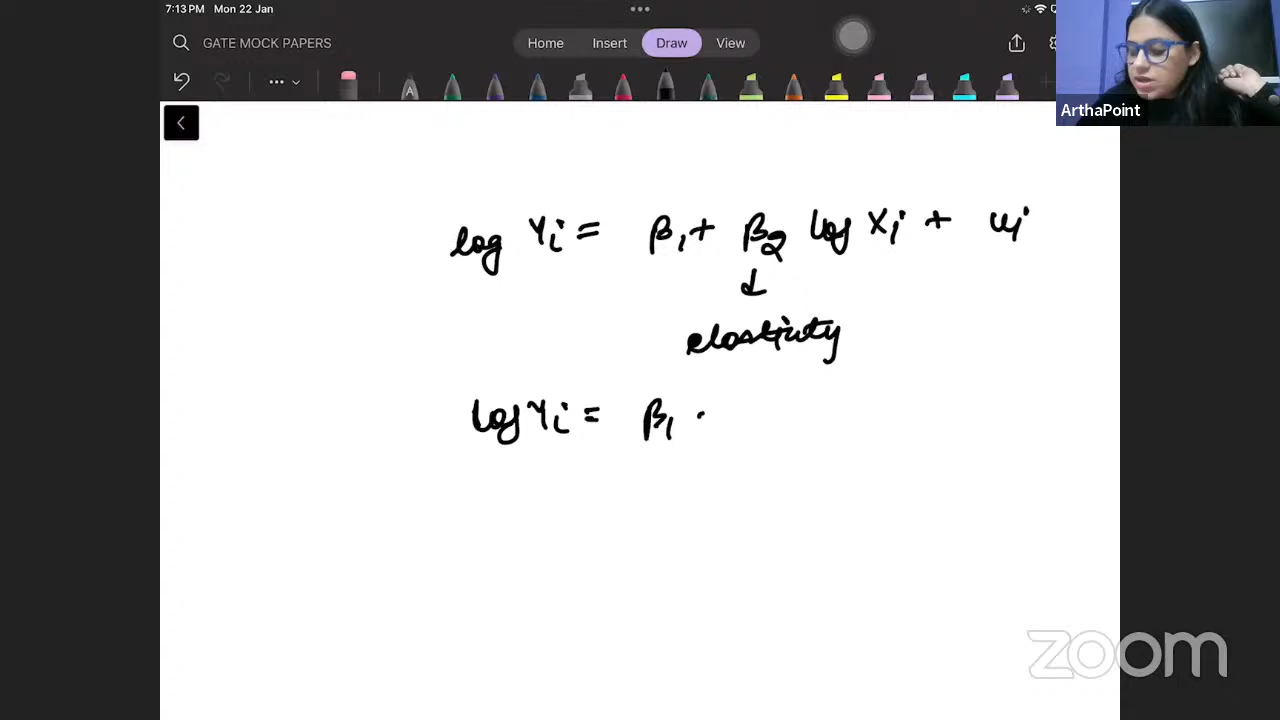 7:13 PM Mon 22 Jan
GATE MOCK PAPERS
Home Insert Draw View
A
ArthaPoint
log Yi = β1 + β2 log Xi + ui
↓
elasticity
log Yi = β1 ·
zoom